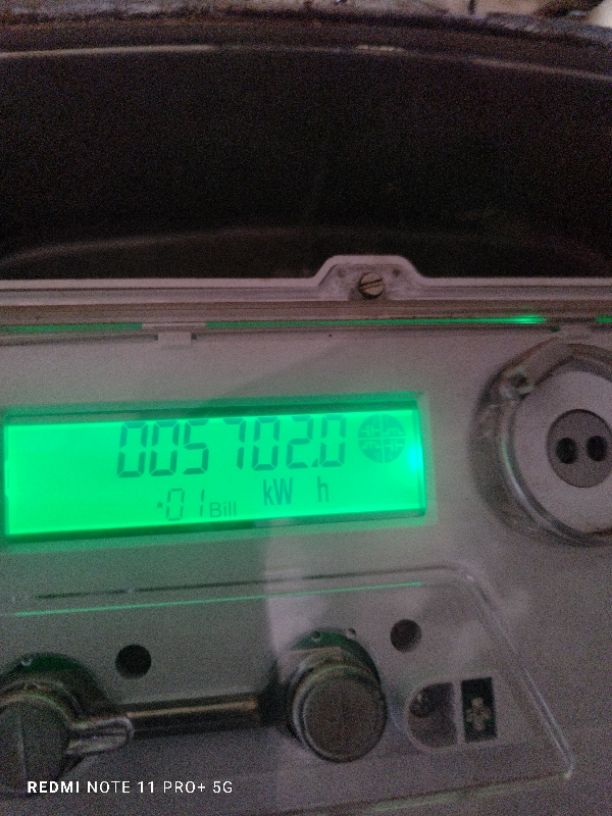 005702.0
-01 Bill kW h
REDMI NOTE 11 PRO+ 5G